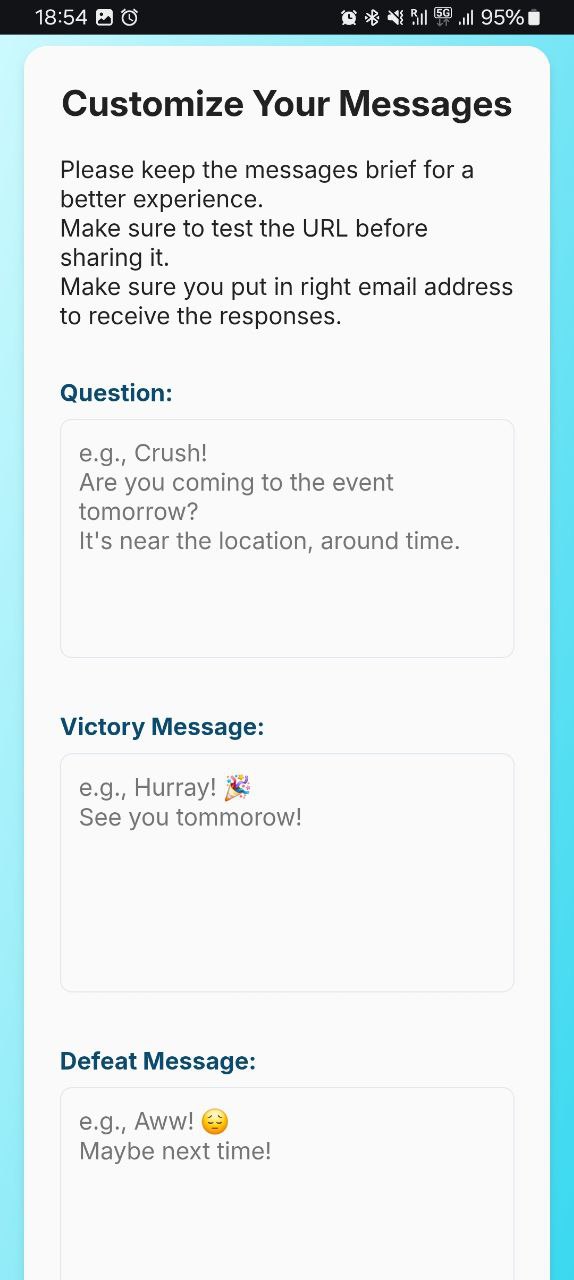 18:54 R 5G 95%
Customize Your Messages
Please keep the messages brief for a
better experience.
Make sure to test the URL before
sharing it.
Make sure you put in right email address
to receive the responses.
Question:
e.g., Crush!
Are you coming to the event
tomorrow?
It's near the location, around time.
Victory Message:
e.g., Hurray! 🎉
See you tommorow!
Defeat Message:
e.g., Aww! 😔
Maybe next time!